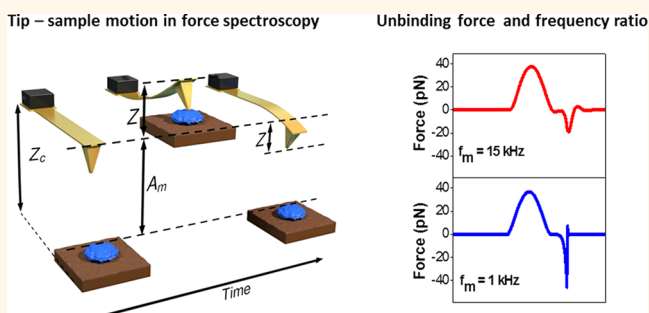 Tip – sample motion in force spectroscopy
Zc
Z
Z
Am
Time
Unbinding force and frequency ratio
Force (pN)
40
20
0
-20
-40
fm = 15 kHz
Force (pN)
40
20
0
-20
-40
fm = 1 kHz